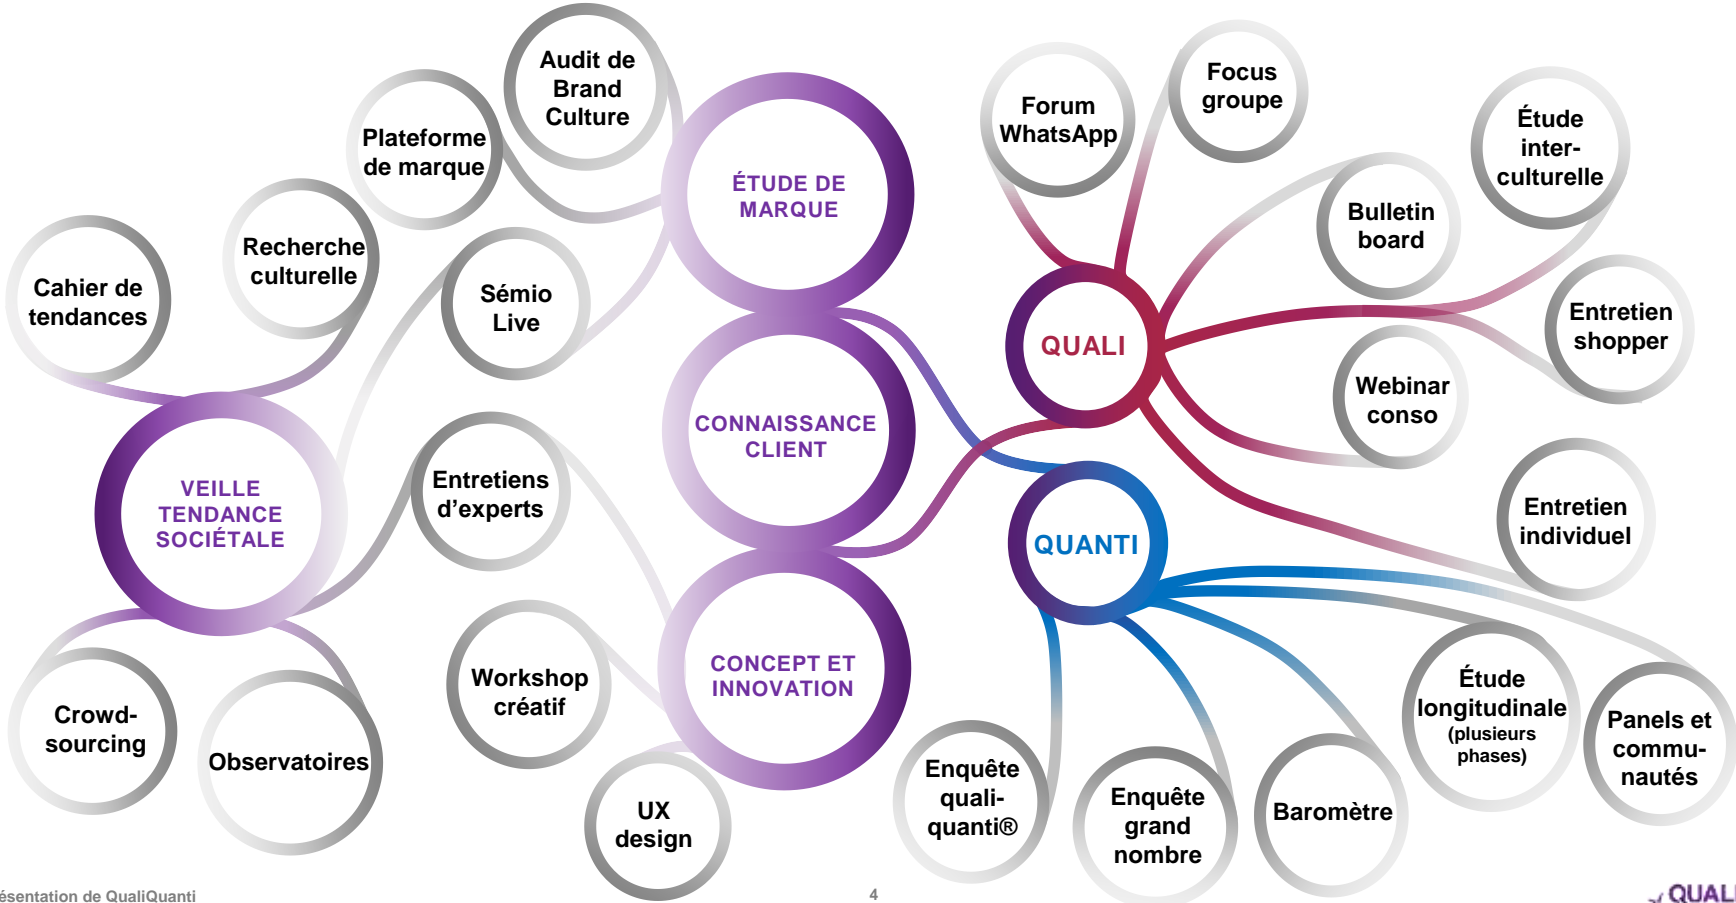 Audit de
Brand
Culture
Plateforme
de marque
Recherche
culturelle
Cahier de
tendances
Sémio
Live
ÉTUDE DE
MARQUE
CONNAISSANCE
CLIENT
CONCEPT ET
INNOVATION
VEILLE
TENDANCE
SOCIÉTALE
Entretiens
d’experts
Workshop
créatif
UX
design
Crowd-
sourcing
Observatoires
Forum
WhatsApp
Focus
groupe
Étude
inter-
culturelle
Bulletin
board
Entretien
shopper
QUALI
Webinar
conso
Entretien
individuel
QUANTI
Enquête
quali-
quanti®
Enquête
grand
nombre
Baromètre
Étude
longitudinale
(plusieurs
phases)
Panels et
commu-
nautés
ésentation de QualiQuanti
4
QUALI